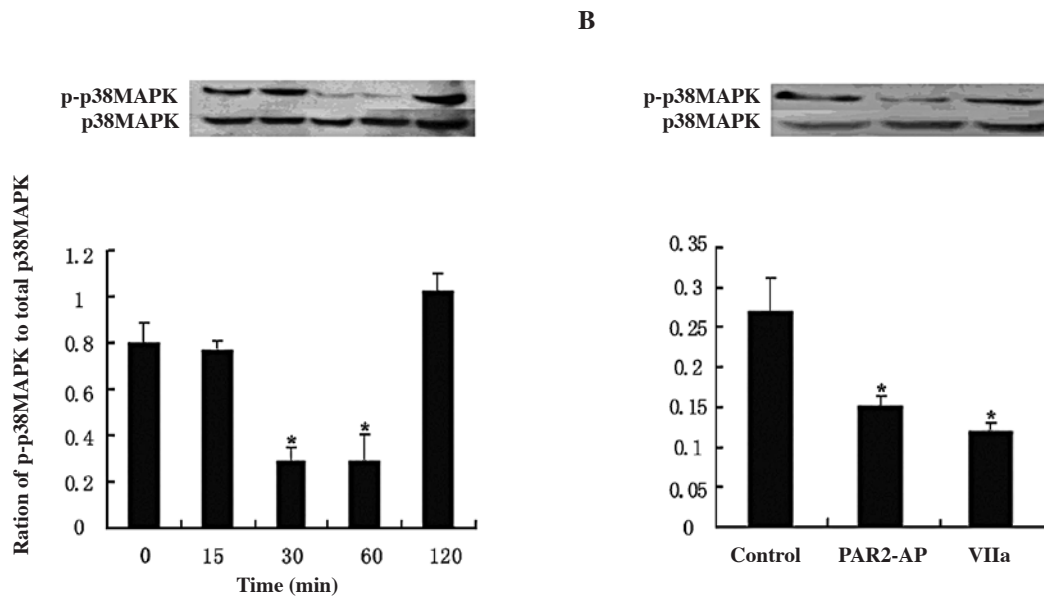 B
p-p38MAPK
p38MAPK
Ration of p-p38MAPK to total p38MAPK
1.2
1
0.8
0.6
0.4
0.2
0
* *
0 15 30 60 120
Time (min)
p-p38MAPK
p38MAPK
0.35
0.3
0.25
0.2
0.15
0.1
0.05
0
* *
Control PAR2-AP VIIa